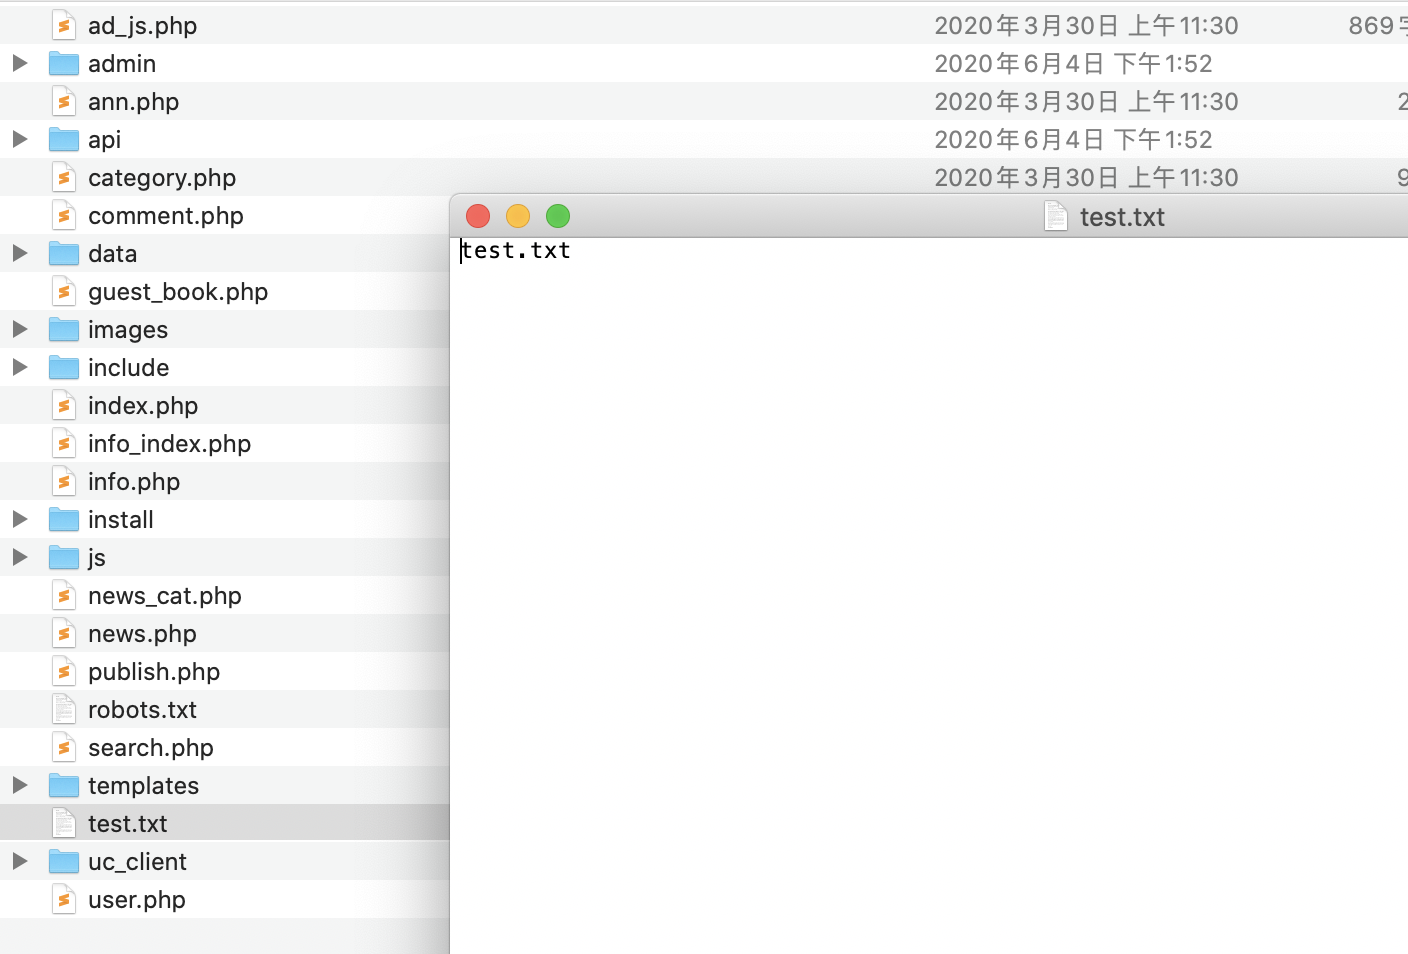 ad_js.php 2020年3月30日 上午11:30 869
admin 2020年6月4日 下午1:52
ann.php 2020年3月30日 上午11:30 2
api 2020年6月4日 下午1:52
category.php 2020年3月30日 上午11:30 9
comment.php
test.txt
data
test.txt
guest_book.php
images
include
index.php
info_index.php
info.php
install
js
news_cat.php
news.php
publish.php
robots.txt
search.php
templates
test.txt
uc_client
user.php